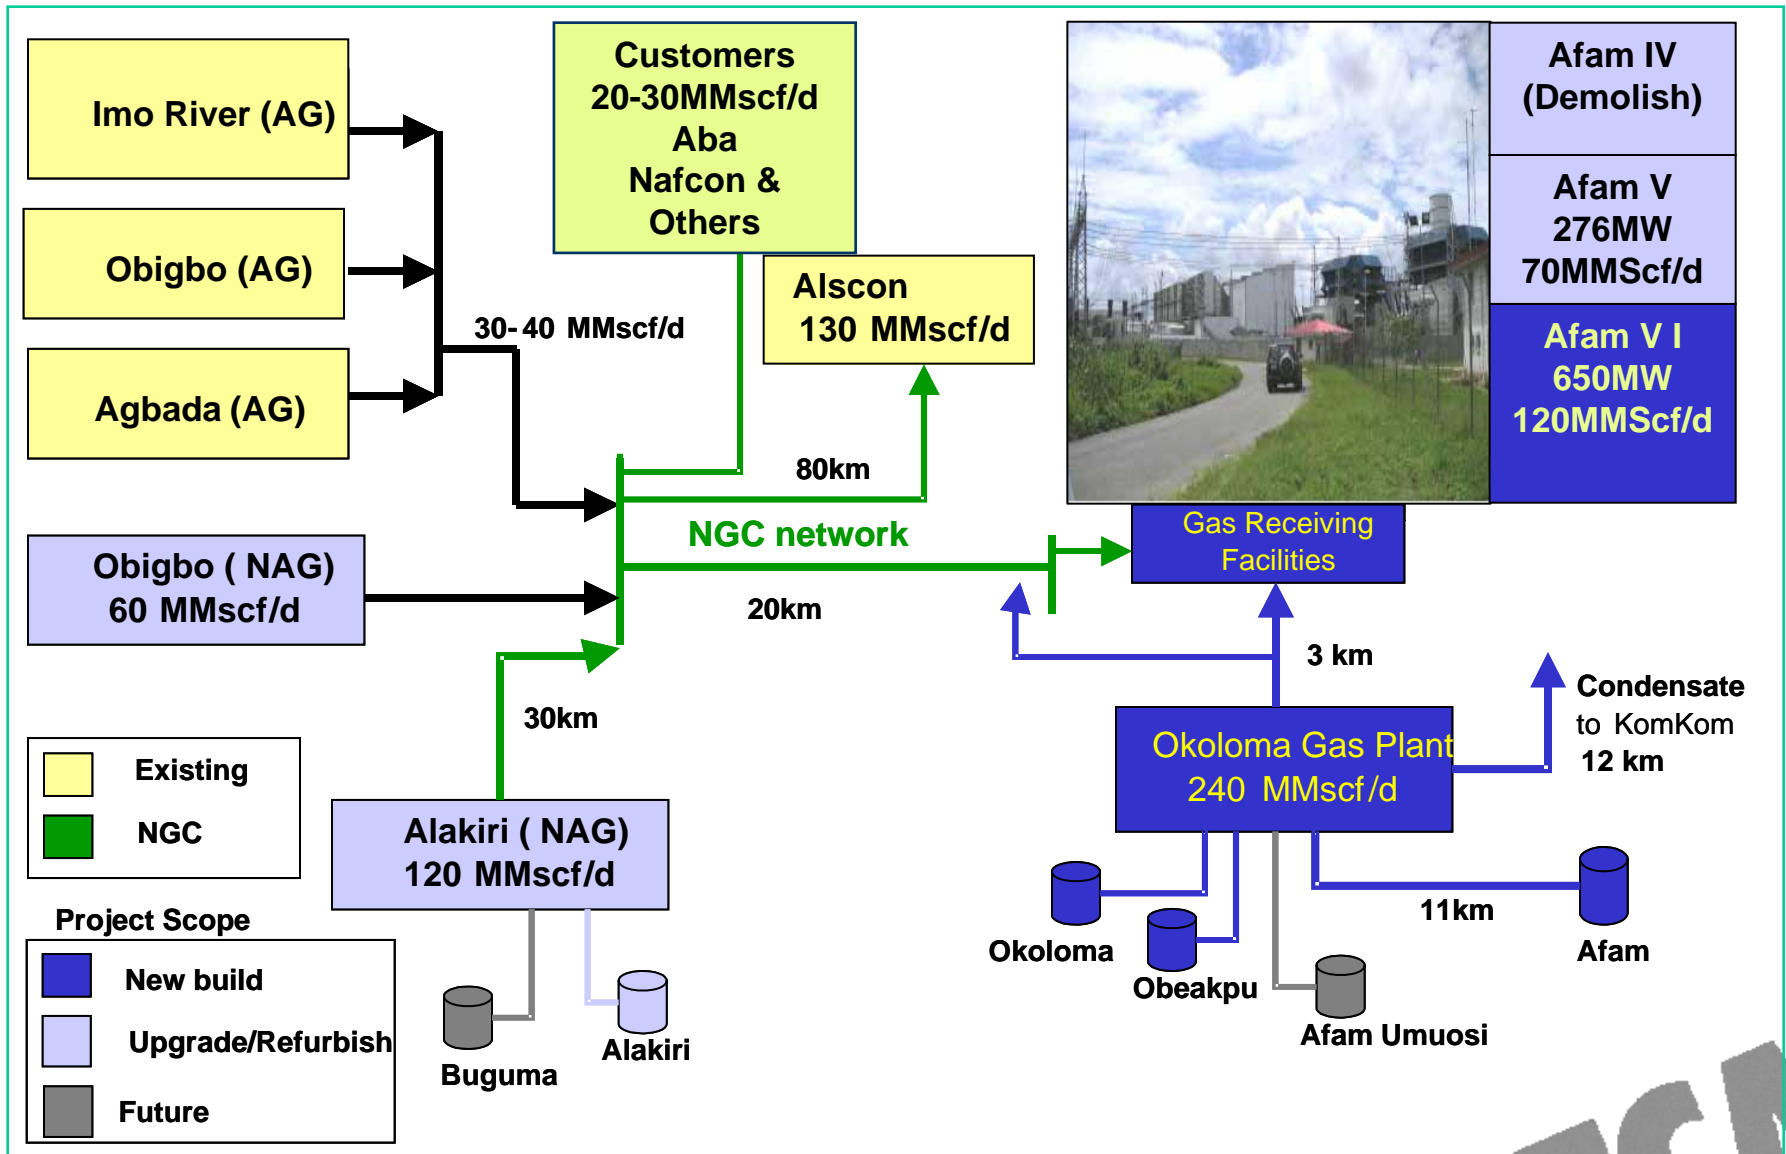 Imo River (AG)
Obigbo (AG)
Agbada (AG)
30-40 MMscf/d
Customers
20-30MMscf/d
Aba
Nafcon &
Others
Alscon
130 MMscf/d
80km
NGC network
20km
Obigbo ( NAG)
60 MMscf/d
30km
Alakiri ( NAG)
120 MMscf/d
Buguma
Alakiri
Afam IV
(Demolish)
Afam V
276MW
70MMScf/d
Afam V I
650MW
120MMScf/d
Gas Receiving
Facilities
3 km
Condensate
to KomKom
12 km
Okoloma Gas Plant
240 MMscf/d
Okoloma
Obeakpu
Afam Umuosi
11km
Afam
Existing
NGC
Project Scope
New build
Upgrade/Refurbish
Future